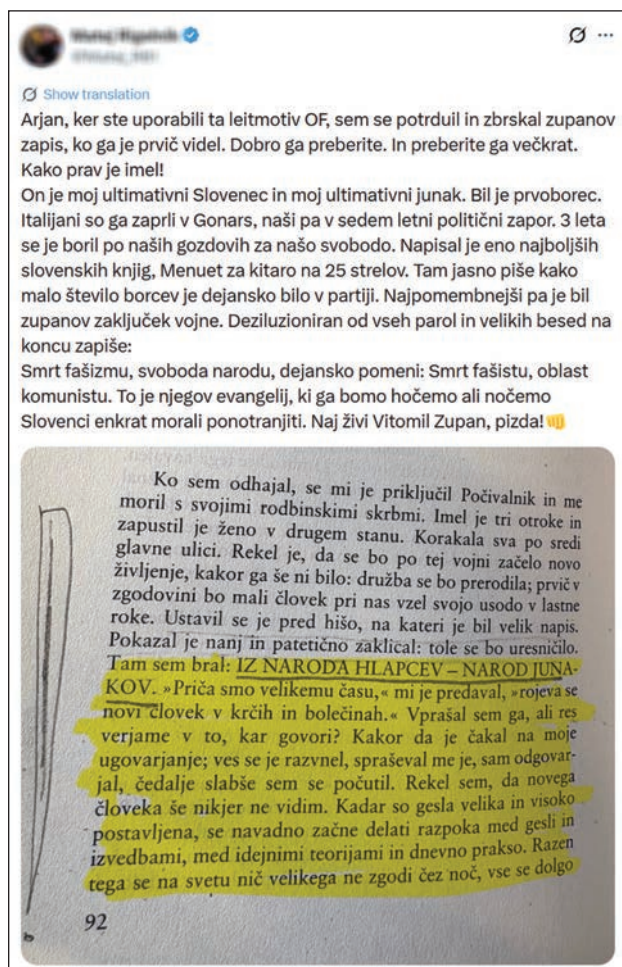 Show translation
Arjan, ker ste uporabili ta leitmotiv OF, sem se potrduil in zbrskal zupanov
zapis, ko ga je prvič videl. Dobro ga preberite. In preberite ga večkrat.
Kako prav je imel!
On je moj ultimativni Slovenec in moj ultimativni junak. Bil je prvoborec.
Italijani so ga zaprli v Gonars, naši pa v sedem letni politični zapor. 3 leta
se je boril po naših gozdovih za našo svobodo. Napisal je eno najboljših
slovenskih knjig, Menuet za kitaro na 25 strelov. Tam jasno piše kako
malo število borcev je dejansko bilo v partiji. Najpomembnejši pa je bil
zupanov zaključek vojne. Deziluzioniran od vseh parol in velikih besed na
koncu zapiše:
Smrt fašizmu, svoboda narodu, dejansko pomeni: Smrt fašistu, oblast
komunistu. To je njegov evangelij, ki ga bomo hočemo ali nočemo
Slovenci enkrat morali ponotranjiti. Naj živi Vitomil Zupan, pizda!
Ko sem odhajal, se mi je priključil Počivalnik in me
moril s svojimi rodbinskimi skrbmi. Imel je tri otroke in
zapustil je ženo v drugem stanu. Korakala sva po sredi
glavne ulici. Rekel je, da se bo po tej vojni začelo novo
življenje, kakor ga še ni bilo: družba se bo prerodila; prvič v
zgodovini bo mali človek pri nas vzel svojo usodo v lastne
roke. Ustavil se je pred hišo, na kateri je bil velik napis.
Pokazal je nanj in patetično zaklical: tole se bo uresničilo.
Tam sem bral: IZ NARODA HLAPCEV – NAROD JUNA-
KOV. »Priča smo velikemu času,« mi je predaval, »rojeva se
novi človek v krčih in bolečinah.« Vprašal sem ga, ali res
verjame v to, kar govori? Kakor da je čakal na moje
ugovarjanje; ves se je razvnel, spraševal me je, sam odgovar-
jal, čedalje slabše sem se počutil. Rekel sem, da novega
človeka še nikjer ne vidim. Kadar so gesla velika in visoko
postavljena, se navadno začne delati razpoka med gesli in
izvedbami, med idejnimi teorijami in dnevno prakso. Razen
tega se na svetu nič velikega ne zgodi čez noč, vse se dolgo
92